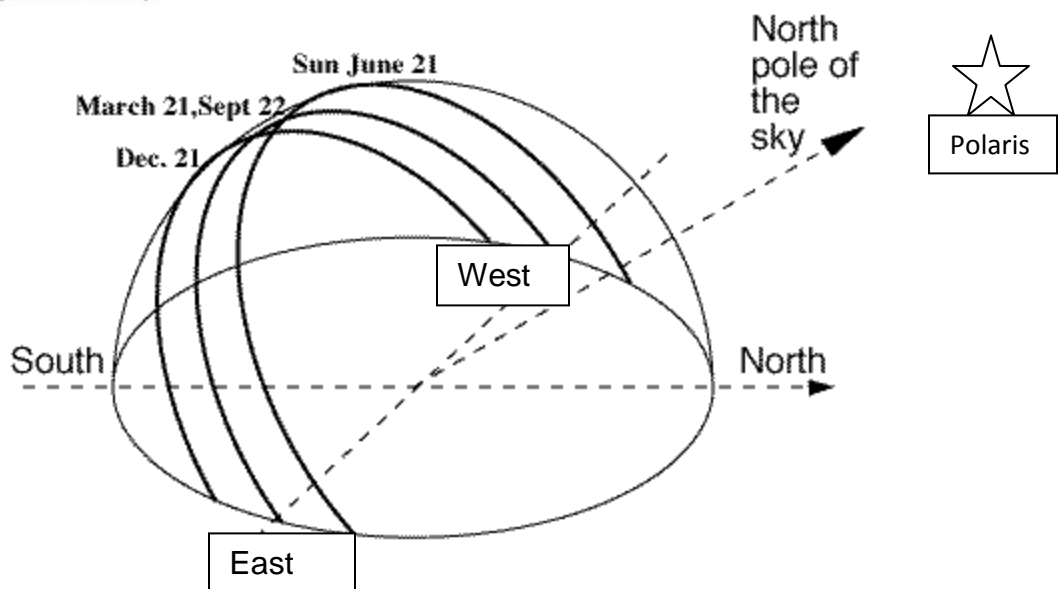 Sun June 21
March 21,Sept 22
Dec. 21
North
pole of
the
sky
Polaris
West
South
North
East